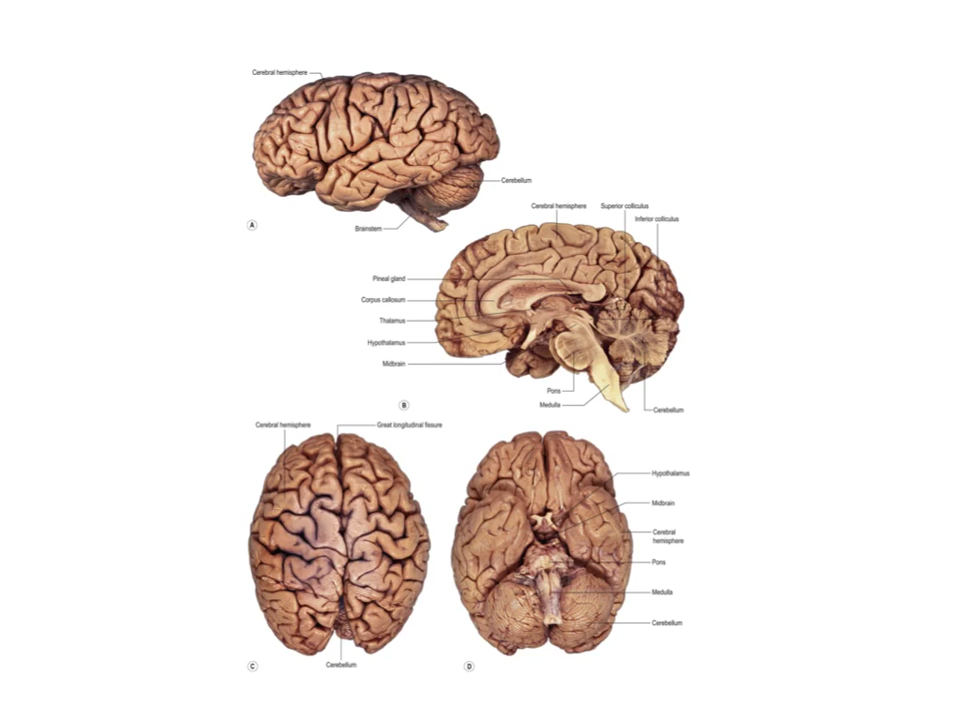 Cerebral hemisphere
Cerebellum
Brainstem
A
Cerebral hemisphere
Superior colliculus
Inferior colliculus
Pineal gland
Corpus callosum
Thalamus
Hypothalamus
Midbrain
Pons
Medulla
Cerebellum
B
Cerebral hemisphere
Great longitudinal fissure
Cerebellum
C
Hypothalamus
Midbrain
Cerebral
hemisphere
Pons
Medulla
Cerebellum
D